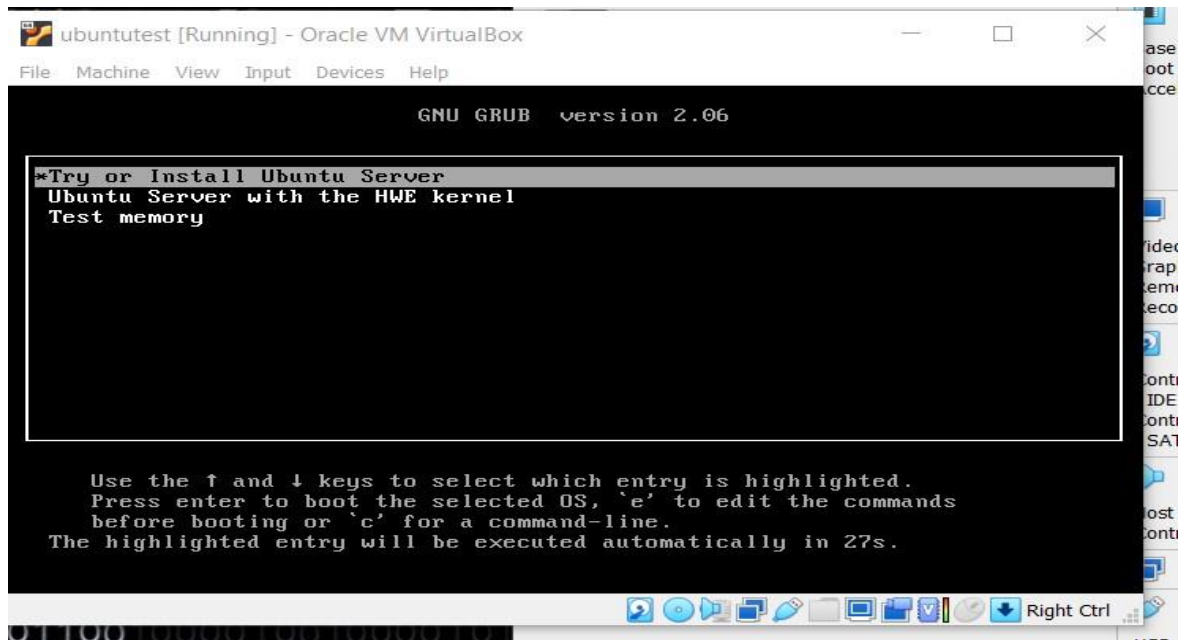 ubuntutest [Running] - Oracle VM VirtualBox
File Machine View Input Devices Help
GNU GRUB version 2.06
*Try or Install Ubuntu Server
Ubuntu Server with the HWE kernel
Test memory
Use the ↑ and ↓ keys to select which entry is highlighted.
Press enter to boot the selected OS, `e' to edit the commands
before booting or `c' for a command-line.
The highlighted entry will be executed automatically in 27s.
Right Ctrl
IDE